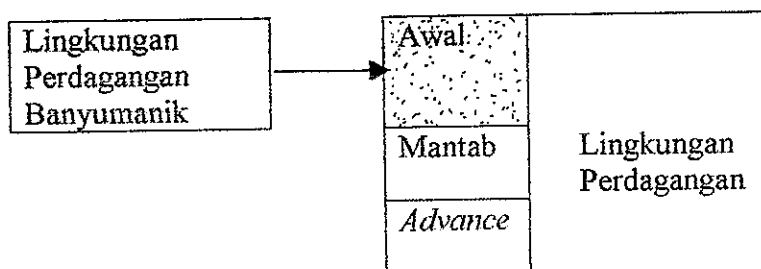 Lingkungan
Perdagangan
Banyumanik
Awal
Mantab
Advance
Lingkungan
Perdagangan